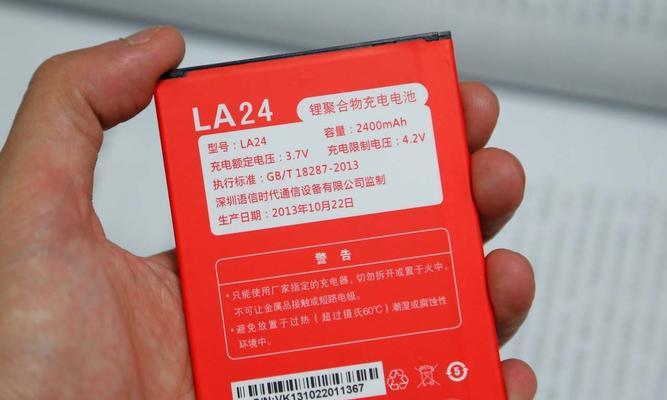 LA24
锂聚合物充电电池
型号：LA24
容量：2400mAh
充电额定电压：3.7V
充电限制电压：4.2V
执行标准：GB/T 18287-2013
深圳语信时代通信设备有限公司监制
生产日期：2013年10月22日
警 告
·只能使用厂家指定的充电器，切勿拆开或置于火中，
不可让金属品接触或短路电极。
·避免放置于过热（超过摄氏60℃）潮湿或腐蚀性
环境中。
S/N:VK131022011367
5